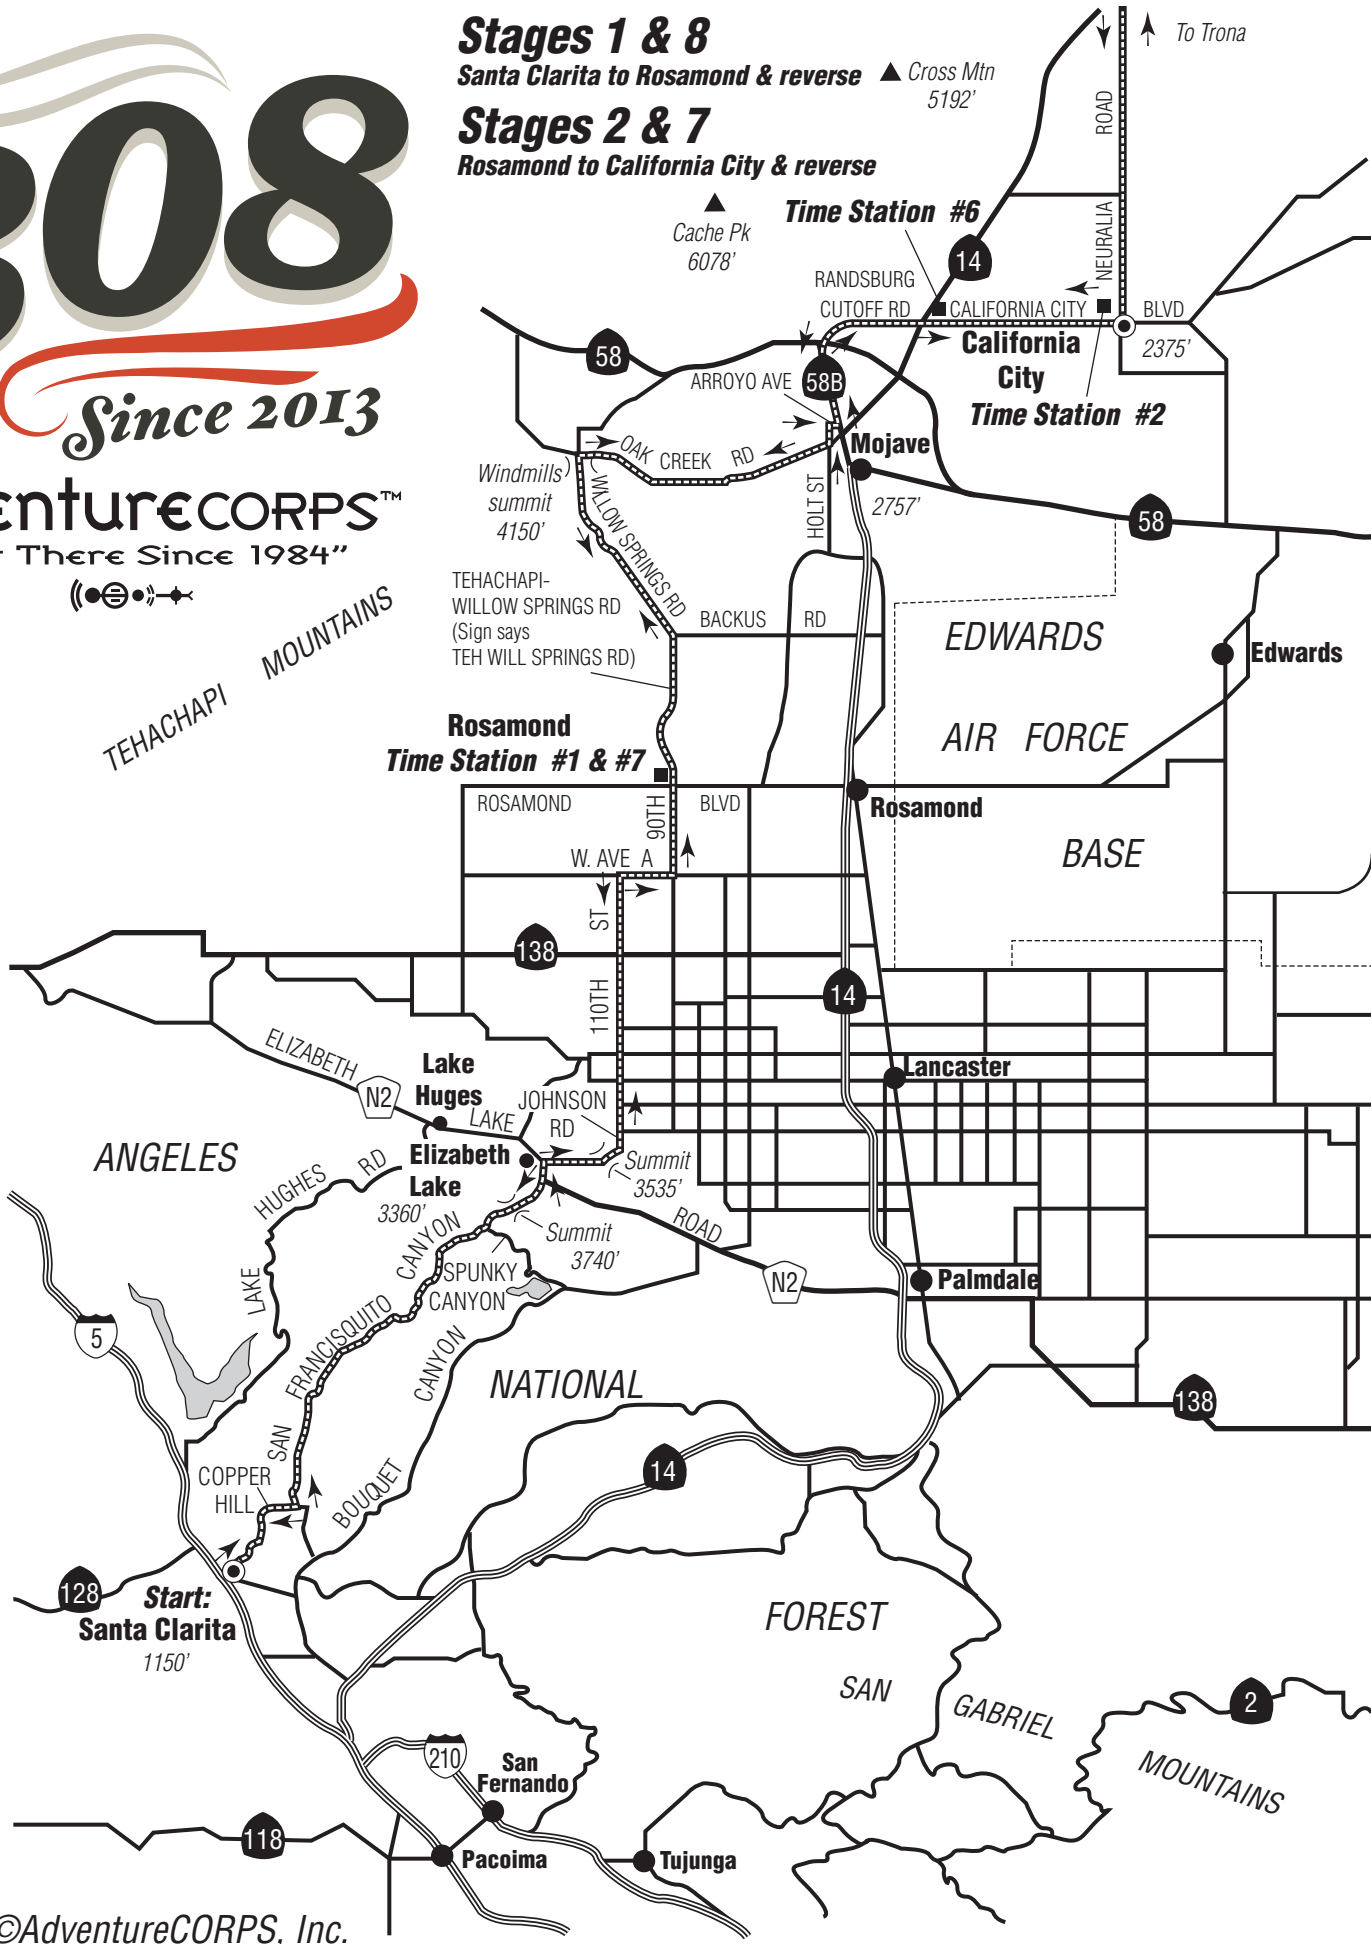 Stages 1 & 8
Santa Clarita to Rosamond & reverse
Stages 2 & 7
Rosamond to California City & reverse
08
Since 2013
enturecorps™
There Since 1984”
To Trona
Cross Mtn
5192'
ROAD
Cache Pk
6078'
Time Station #6
14
NEURALIA
RANDSBURG
CUTOFF RD
CALIFORNIA CITY
BLVD
58
California
City
2375'
ARROYO AVE
58B
Time Station #2
OAK CREEK RD
Mojave
Windmills
summit
4150'
WILLOW SPRINGS RD
HOLT ST
2757'
58
TEHACHAPI-
WILLOW SPRINGS RD
(Sign says
TEH WILL SPRINGS RD)
BACKUS RD
TEHACHAPI MOUNTAINS
EDWARDS
AIR FORCE
BASE
Edwards
Rosamond
Time Station #1 & #7
ROSAMOND BLVD
90TH
Rosamond
W. AVE A
110TH ST
138
14
ELIZABETH LAKE ROAD
N2
Lake
Huges
JOHNSON
RD
Lancaster
ANGELES
Elizabeth
Lake
3360'
Summit
3535'
LAKE HUGHES RD
Summit
3740'
SAN FRANCISQUITO CANYON
SPUNKY
CANYON
N2
Palmdale
5
BOUQUET CANYON
NATIONAL
138
14
COPPER
HILL
128
Start:
Santa Clarita
1150'
FOREST
SAN GABRIEL MOUNTAINS
2
210
San
Fernando
118
Pacoima
Tujunga
©AdventureCORPS, Inc.